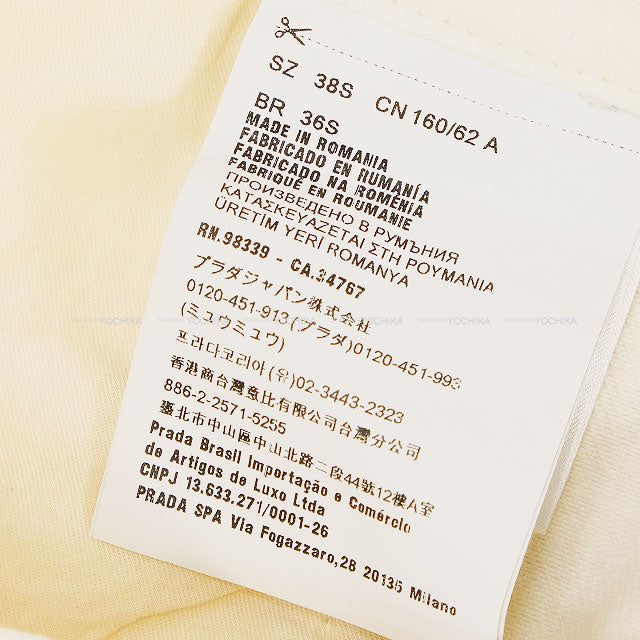 SZ 38S CN 160/62 A
BR 36S
MADE IN ROMANIA
FABRICADO EN RUMANÍA
FABRICADO NA ROMÉNIA
FABRIQUÉ EN ROUMANIE
ПРОИЗВЕДЕНО В РУМЪНИЯ
ΚΑΤΑΣΚΕΥΑΖΕΤΑΙ ΣΤΗ ΡΟΥΜΑΝΙΑ
ÜRETİM YERİ ROMANYA
RN.98339 - CA.34767
プラダジャパン株式会社
0120-451-913/(プラダ)0120-451-993
(ミュウミュウ)
프라다코리아(유)02-3443-2323
香港商台灣意比有限公司台灣分公司
886-2-2571-5255
臺北市中山區中山北路二段44號12樓A室
Prada Brasil Importação e Comércio
de Artigos de Luxo Ltda
CNPJ 13.633.271/0001-26
PRADA SPA Via Fogazzaro,28 20135 Milano
YOCHIKA
YOCHIKA
YOCHIKA